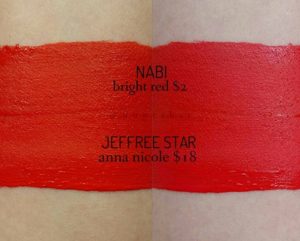 NABI
bright red $2
JEFFREE STAR
anna nicole $18